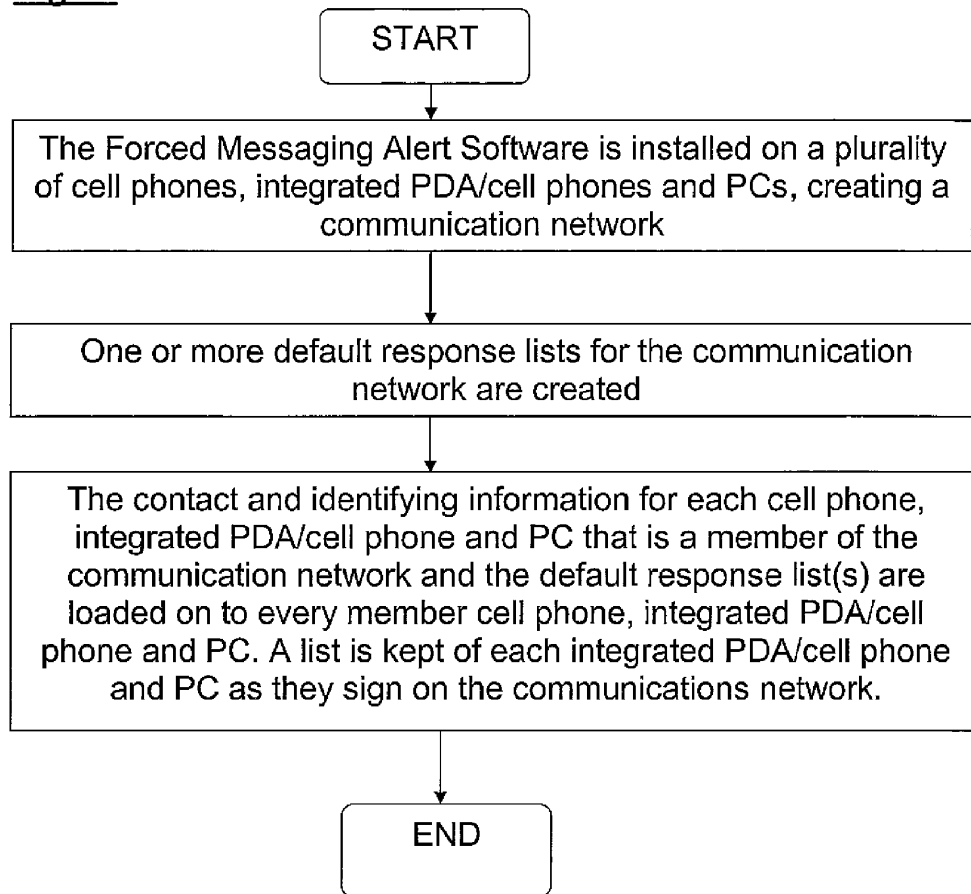 START
The Forced Messaging Alert Software is installed on a plurality
of cell phones, integrated PDA/cell phones and PCs, creating a
communication network
One or more default response lists for the communication
network are created
The contact and identifying information for each cell phone,
integrated PDA/cell phone and PC that is a member of the
communication network and the default response list(s) are
loaded on to every member cell phone, integrated PDA/cell
phone and PC. A list is kept of each integrated PDA/cell phone
and PC as they sign on the communications network.
END